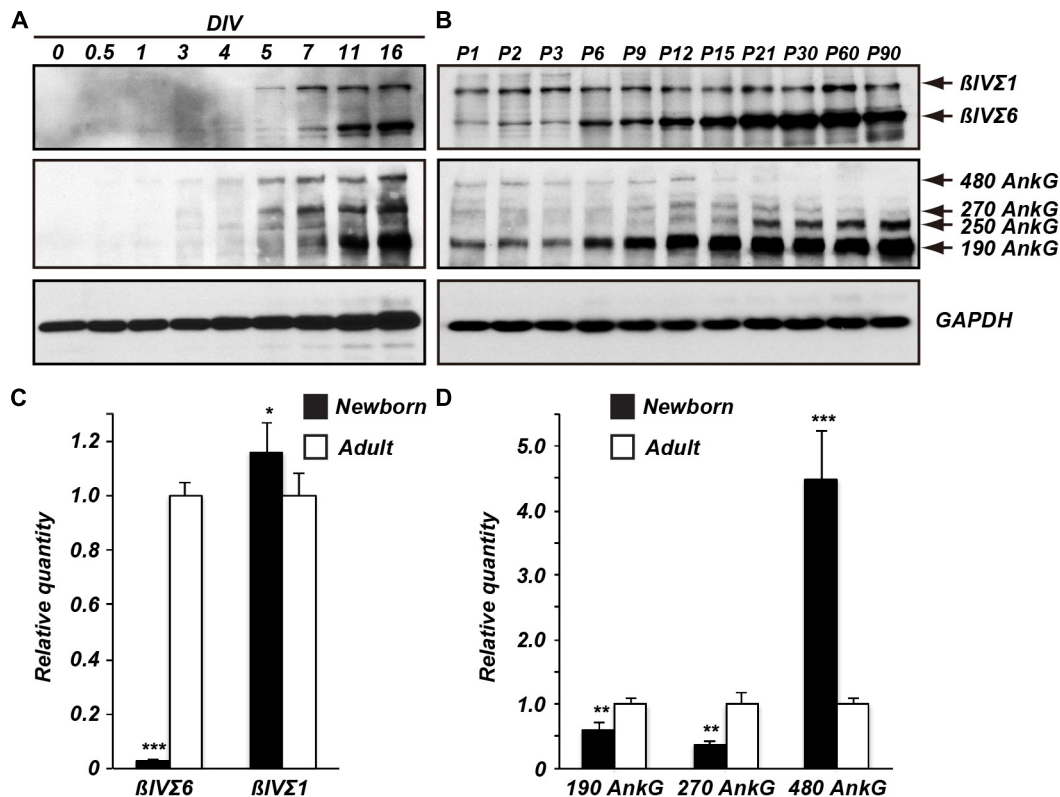 A
DIV
0 0.5 1 3 4 5 7 11 16
B
P1 P2 P3 P6 P9 P12 P15 P21 P30 P60 P90
ßIVΣ1
ßIVΣ6
480 AnkG
270 AnkG
250 AnkG
190 AnkG
GAPDH
C
Newborn
Adult
Relative quantity
1.2
1.0
0.8
0.6
0.4
0.2
0
*
***
ßIVΣ6 ßIVΣ1
D
Newborn
Adult
Relative quantity
5.0
4.0
3.0
2.0
1.0
0
***
**
**
190 AnkG 270 AnkG 480 AnkG